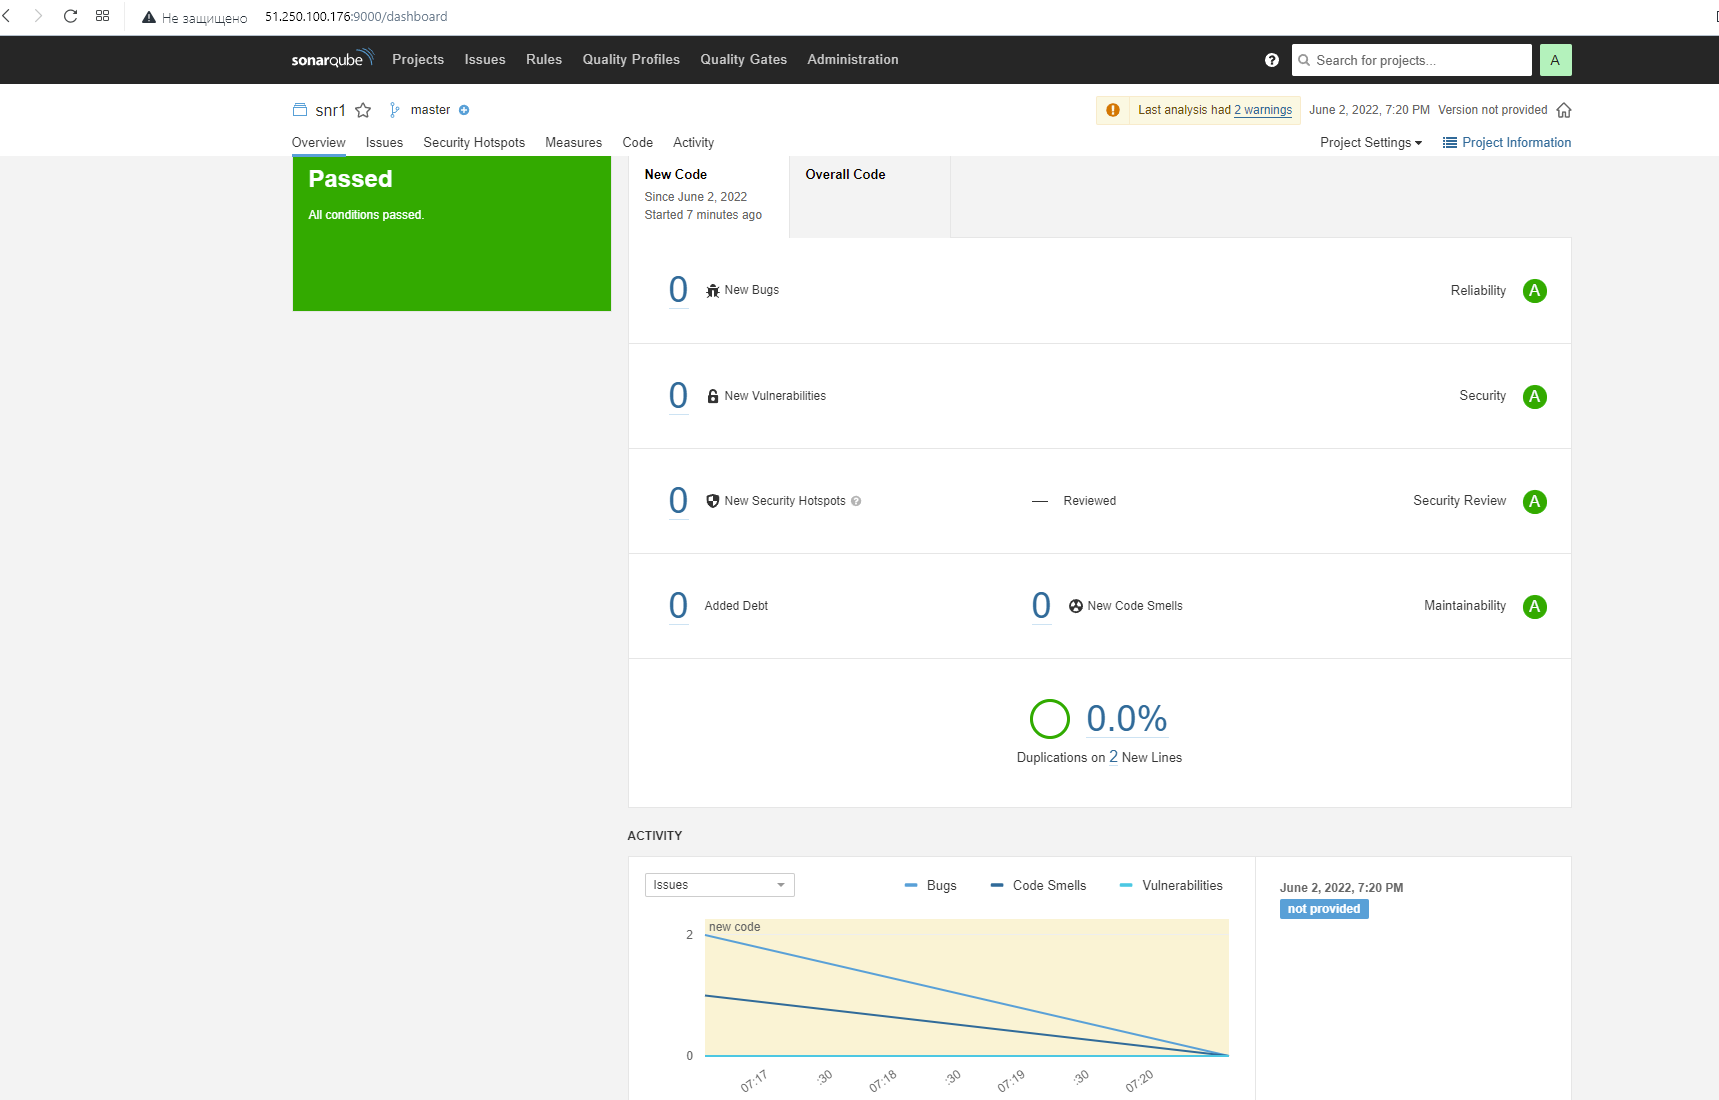 Не защищено 51.250.100.176:9000/dashboard
sonarqube Projects Issues Rules Quality Profiles Quality Gates Administration Search for projects... A
snr1 master Last analysis had 2 warnings June 2, 2022, 7:20 PM Version not provided
Overview Issues Security Hotspots Measures Code Activity Project Settings Project Information
Passed
All conditions passed.
New Code
Since June 2, 2022
Started 7 minutes ago
Overall Code
0 New Bugs Reliability A
0 New Vulnerabilities Security A
0 New Security Hotspots — Reviewed Security Review A
0 Added Debt 0 New Code Smells Maintainability A
0.0%
Duplications on 2 New Lines
ACTIVITY
Issues Bugs Code Smells Vulnerabilities
new code
2
0
07:17 :30 07:18 :30 07:19 :30 07:20
June 2, 2022, 7:20 PM
not provided